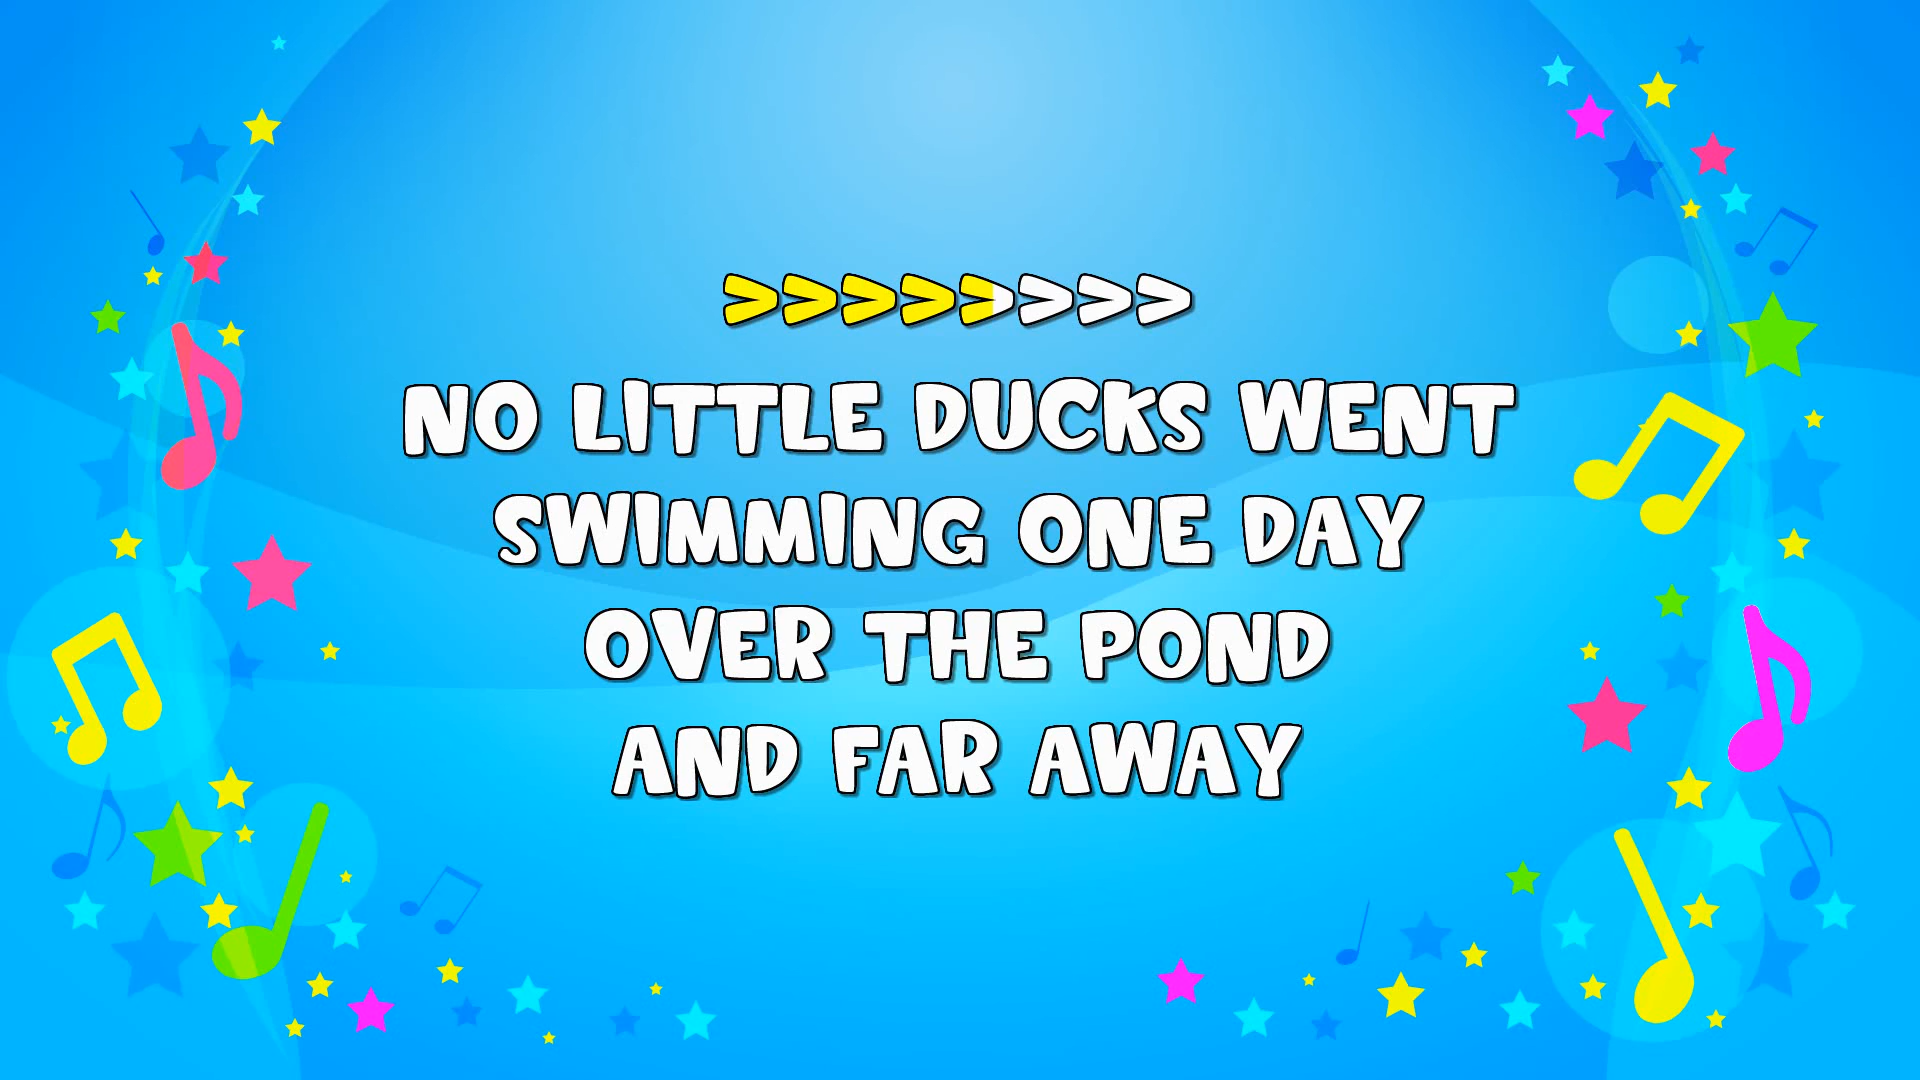 >>>>>>>>
NO LITTLE DUCKS WENT
SWIMMING ONE DAY
OVER THE POND
AND FAR AWAY